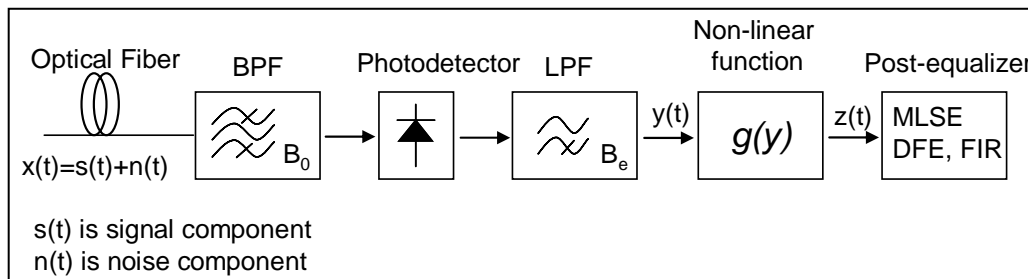 Optical Fiber
BPF
Photodetector
LPF
Non-linear
function
Post-equalizer
x(t)=s(t)+n(t)
B0
Be
y(t)
g(y)
z(t)
MLSE
DFE, FIR
s(t) is signal component
n(t) is noise component